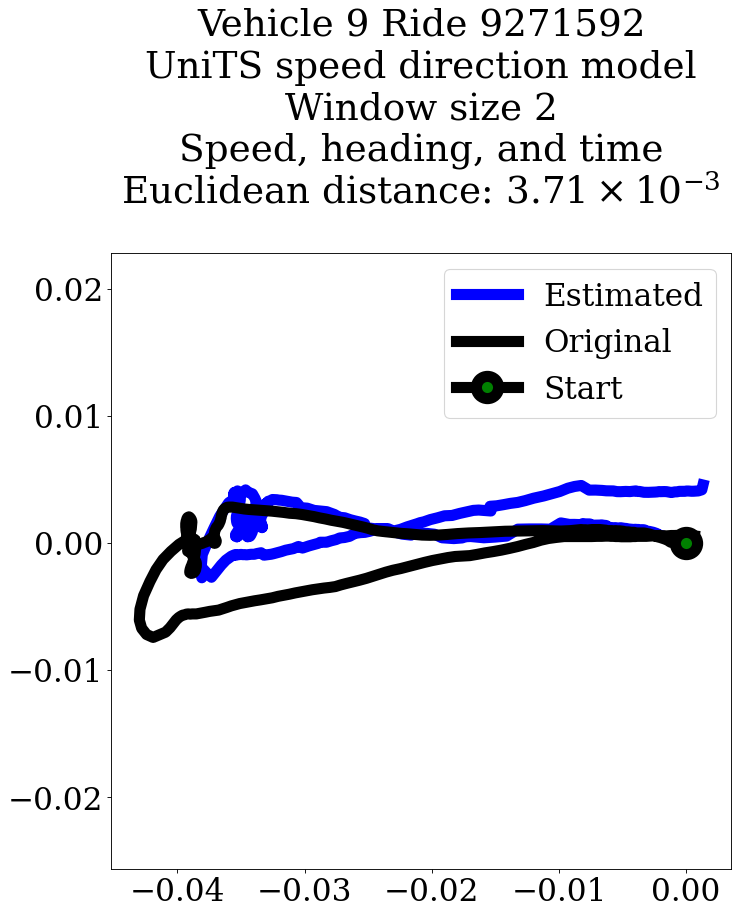 Vehicle 9 Ride 9271592
UniTS speed direction model
Window size 2
Speed, heading, and time
Euclidean distance: 3.71 × 10⁻³
Estimated
Original
Start
0.02
0.01
0.00
−0.01
−0.02
−0.04 −0.03 −0.02 −0.01 0.00